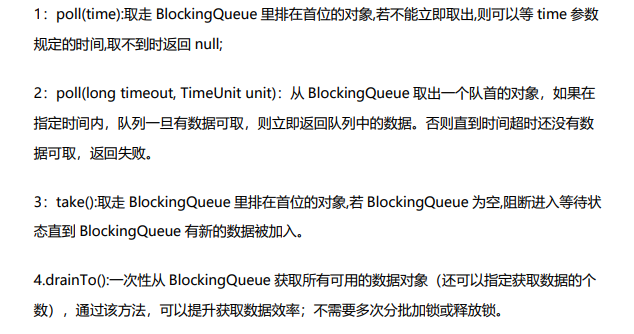 1：poll(time):取走 BlockingQueue 里排在首位的对象,若不能立即取出,则可以等 time 参数
规定的时间,取不到时返回 null;
2：poll(long timeout, TimeUnit unit)：从 BlockingQueue 取出一个队首的对象，如果在
指定时间内，队列一旦有数据可取，则立即返回队列中的数据。否则直到时间超时还没有数
据可取，返回失败。
3：take():取走 BlockingQueue 里排在首位的对象,若 BlockingQueue 为空,阻断进入等待状
态直到 BlockingQueue 有新的数据被加入。
4.drainTo():一次性从 BlockingQueue 获取所有可用的数据对象（还可以指定获取数据的个
数），通过该方法，可以提升获取数据效率；不需要多次分批加锁或释放锁。